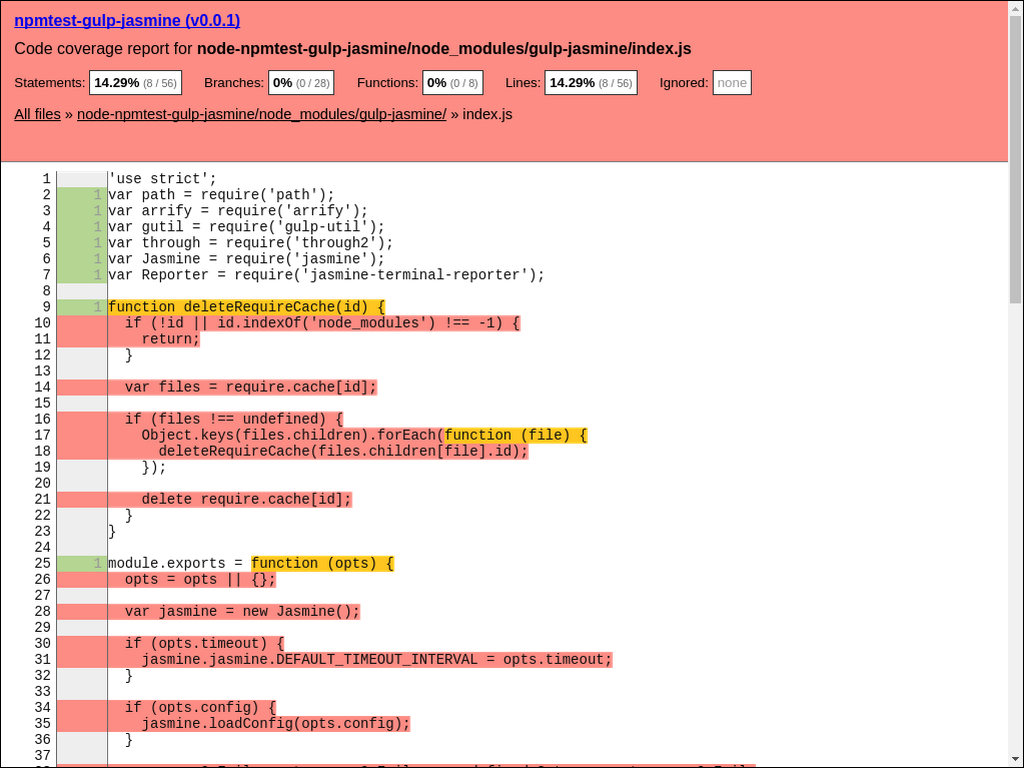 npmtest-gulp-jasmine (v0.0.1)
Code coverage report for node-npmtest-gulp-jasmine/node_modules/gulp-jasmine/index.js
Statements: 14.29% (8 / 56) Branches: 0% (0 / 28) Functions: 0% (0 / 8) Lines: 14.29% (8 / 56) Ignored: none
All files » node-npmtest-gulp-jasmine/node_modules/gulp-jasmine/ » index.js
1 'use strict';
2 1 var path = require('path');
3 1 var arrify = require('arrify');
4 1 var gutil = require('gulp-util');
5 1 var through = require('through2');
6 1 var Jasmine = require('jasmine');
7 1 var Reporter = require('jasmine-terminal-reporter');
8
9 1 function deleteRequireCache(id) {
10 if (!id || id.indexOf('node_modules') !== -1) {
11 return;
12 }
13
14 var files = require.cache[id];
15
16 if (files !== undefined) {
17 Object.keys(files.children).forEach(function (file) {
18 deleteRequireCache(files.children[file].id);
19 });
20
21 delete require.cache[id];
22 }
23 }
24
25 1 module.exports = function (opts) {
26 opts = opts || {};
27
28 var jasmine = new Jasmine();
29
30 if (opts.timeout) {
31 jasmine.jasmine.DEFAULT_TIMEOUT_INTERVAL = opts.timeout;
32 }
33
34 if (opts.config) {
35 jasmine.loadConfig(opts.config);
36 }
37